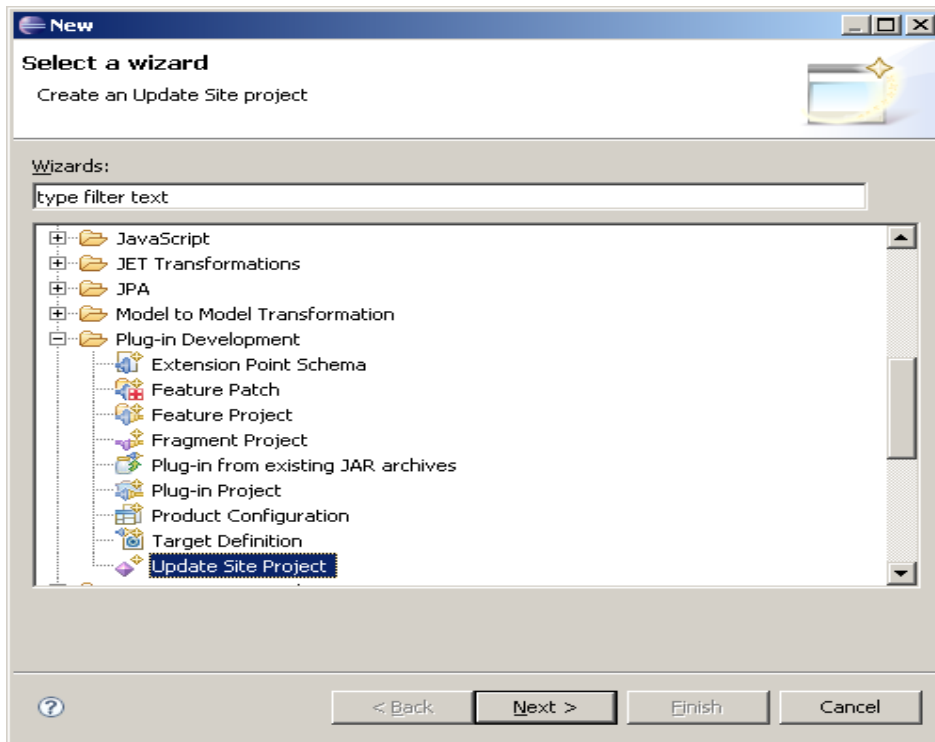 New
Select a wizard
Create an Update Site project
Wizards:
type filter text
JavaScript
JET Transformations
JPA
Model to Model Transformation
Plug-in Development
Extension Point Schema
Feature Patch
Feature Project
Fragment Project
Plug-in from existing JAR archives
Plug-in Project
Product Configuration
Target Definition
Update Site Project
< Back Next > Finish Cancel